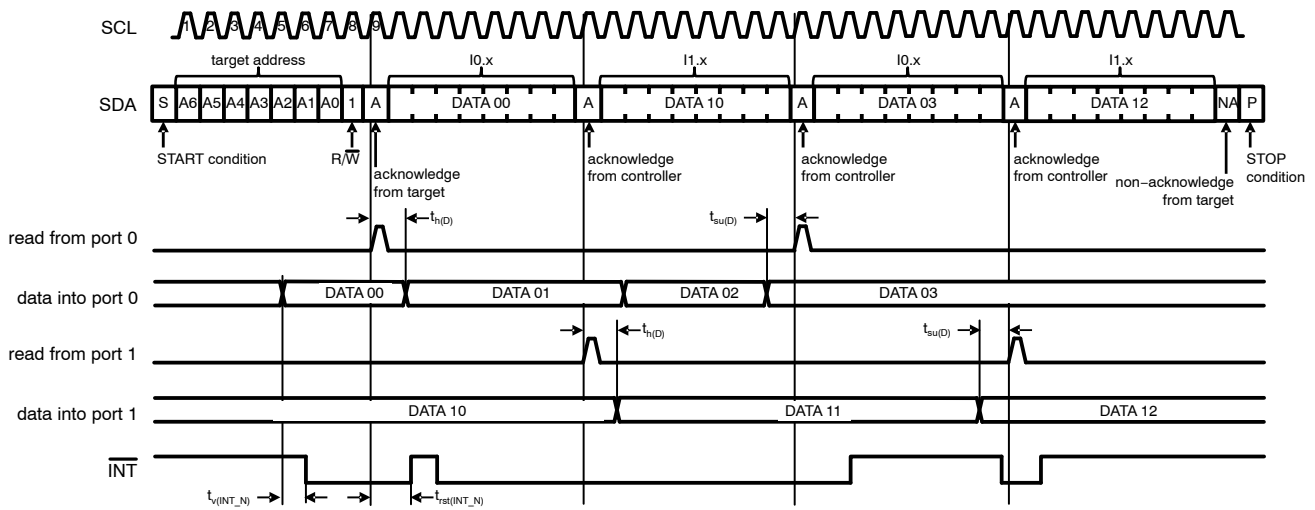 SCL 1 2 3 4 5 6 7 8 9
target address I0.x I1.x I0.x I1.x
SDA S A6 A5 A4 A3 A2 A1 A0 1 A DATA 00 A DATA 10 A DATA 03 A DATA 12 NA P
START condition
R/W
acknowledge
from target
acknowledge
from controller
acknowledge
from controller
acknowledge
from controller
non−acknowledge
from target
STOP
condition
th(D) tsu(D)
read from port 0
data into port 0 DATA 00 DATA 01 DATA 02 DATA 03
th(D) tsu(D)
read from port 1
data into port 1 DATA 10 DATA 11 DATA 12
INT
tv(INT_N) trst(INT_N)